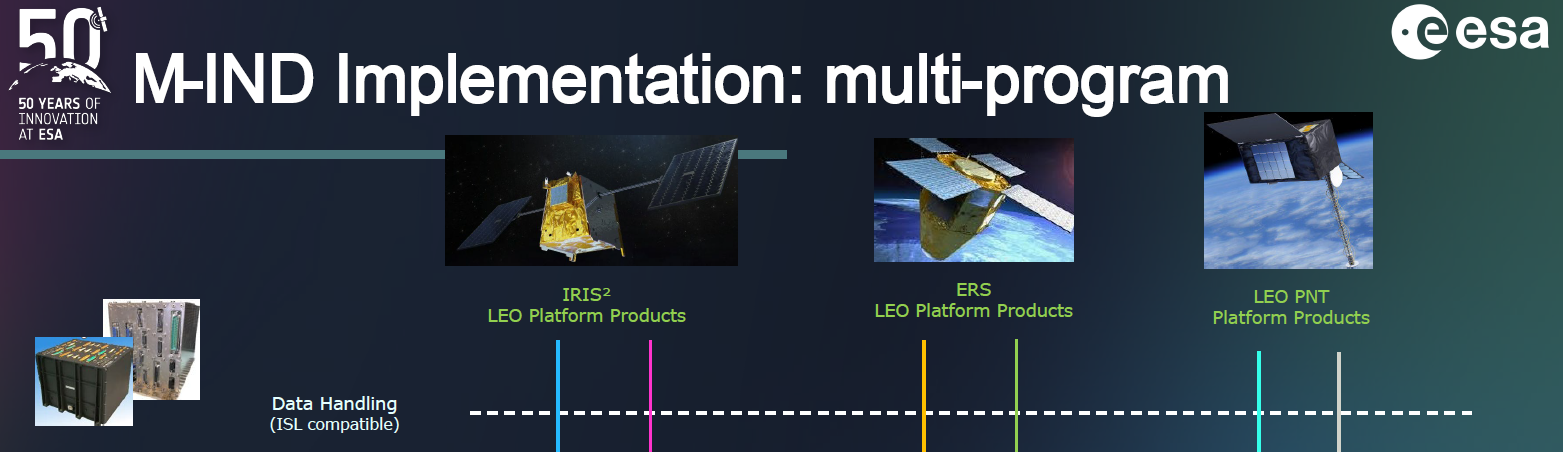 50
50 YEARS OF
INNOVATION
AT ESA
M-IND Implementation: multi-program
esa
IRIS²
LEO Platform Products
ERS
LEO Platform Products
LEO PNT
Platform Products
Data Handling
(ISL compatible)